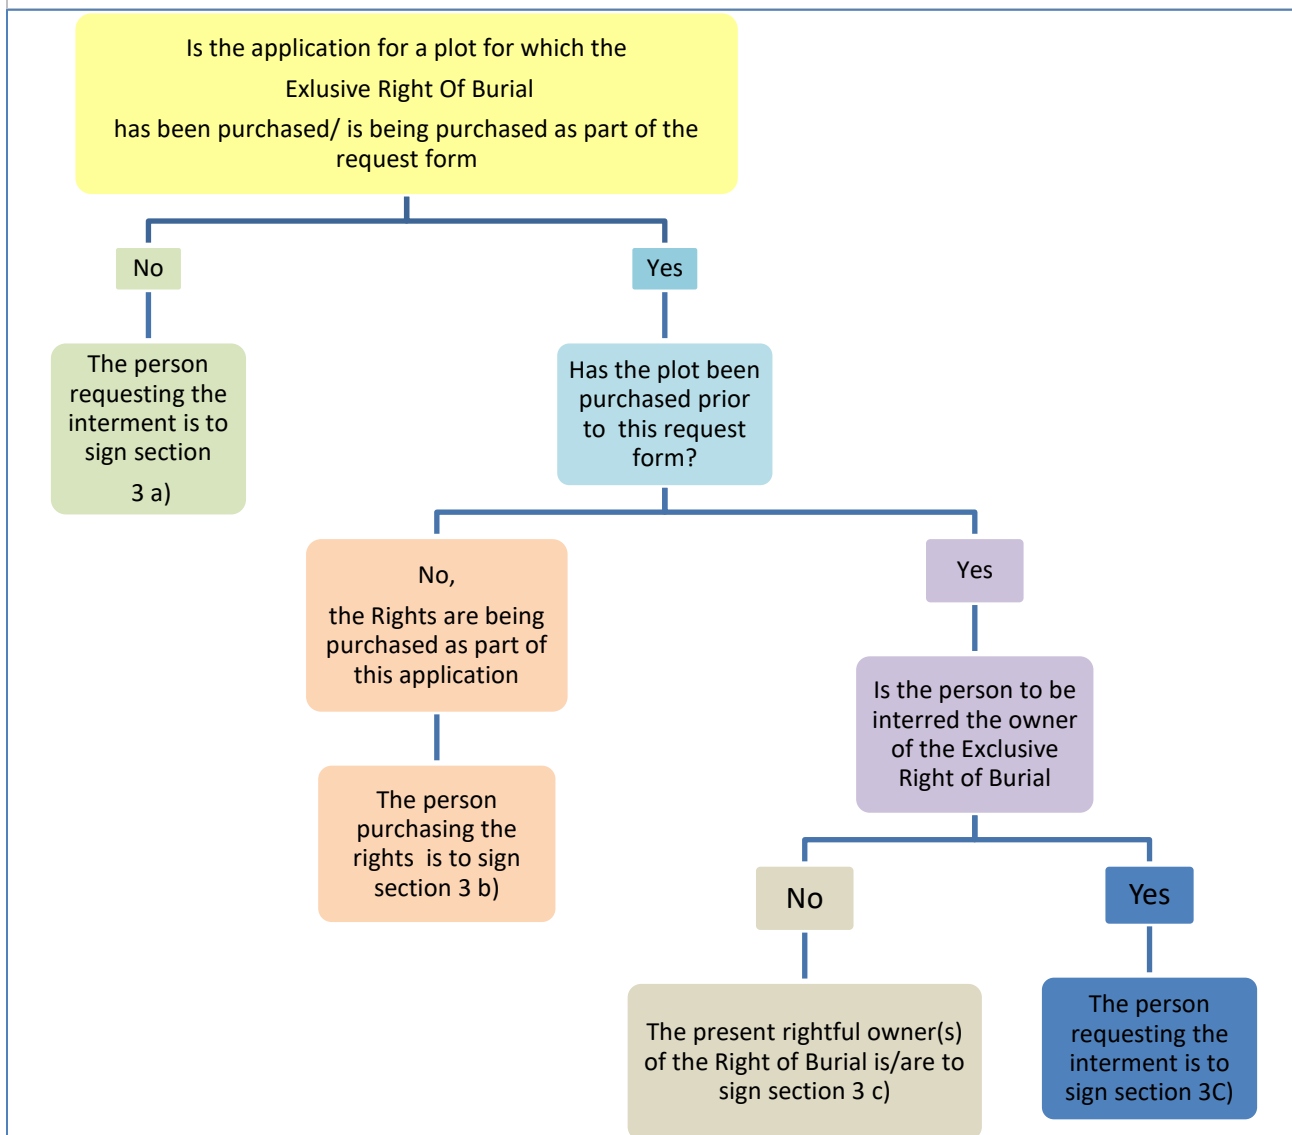 Is the application for a plot for which the
Exlusive Right Of Burial
has been purchased/ is being purchased as part of the
request form
No
Yes
The person
requesting the
interment is to
sign section
3 a)
Has the plot been
purchased prior
to this request
form?
No,
the Rights are being
purchased as part of
this application
Yes
The person
purchasing the
rights is to sign
section 3 b)
Is the person to be
interred the owner
of the Exclusive
Right of Burial
No
Yes
The present rightful owner(s)
of the Right of Burial is/are to
sign section 3 c)
The person
requesting the
interment is to
sign section 3C)